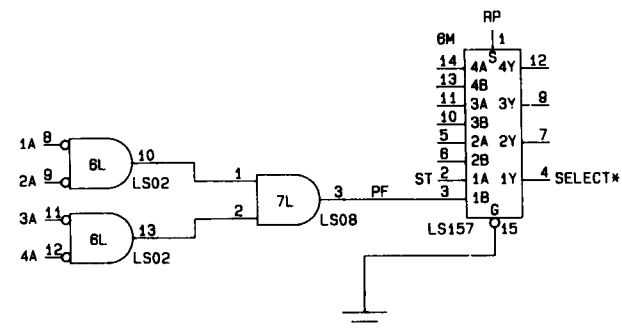 RP
6M 1
S
14 4A 4Y 12
13 4B
11 3A 3Y 9
10 3B
5 2A 2Y 7
6 2B
ST 2 1A 1Y 4 SELECT*
3 1B
G
LS157 15
1A 8
2A 9
6L
10
LS02
3A 11
4A 12
6L
13
LS02
1
2
7L
3
LS08
PF